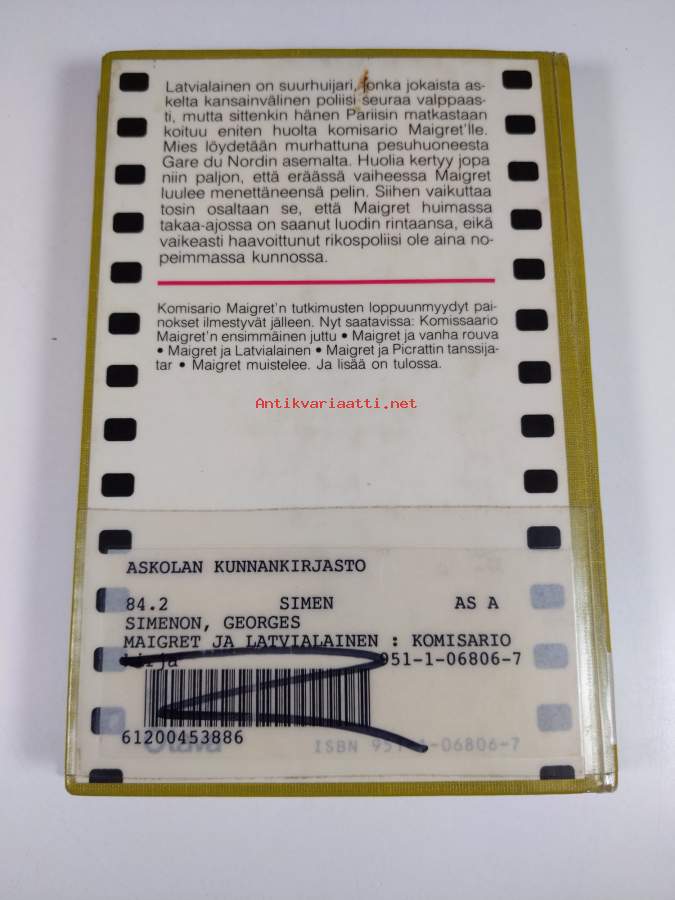 Latvialainen on suurhuijari, jonka jokaista as-
kelta kansainvälinen poliisi seuraa valppaas-
ti, mutta sittenkin hänen Pariisin matkastaan
koituu eniten huolta komisario Maigret'lle.
Mies löydetään murhattuna pesuhuoneesta
Gare du Nordin asemalta. Huolia kertyy jopa
niin paljon, että eräässä vaiheessa Maigret
luulee menettäneensä pelin. Siihen vaikuttaa
tosin osaltaan se, että Maigret huimassa
takaa-ajossa on saanut luodin rintaansa, eikä
vaikeasti haavoittunut rikospoliisi ole aina no-
peimmassa kunnossa.
Komisario Maigret'n tutkimusten loppuunmyydyt pai-
nokset ilmestyvät jälleen. Nyt saatavissa: Komissaario
Maigret'n ensimmäinen juttu • Maigret ja vanha rouva
• Maigret ja Latvialainen • Maigret ja Picrattin tanssija-
tar • Maigret muistelee. Ja lisää on tulossa.
Antikvariaatti.net
ASKOLAN KUNNANKIRJASTO
84.2 SIMEN AS A
SIMENON, GEORGES
MAIGRET JA LATVIALAINEN : KOMISARIO
kirja 951-1-06806-7
61200453886
Otava ISBN 951-1-06806-7